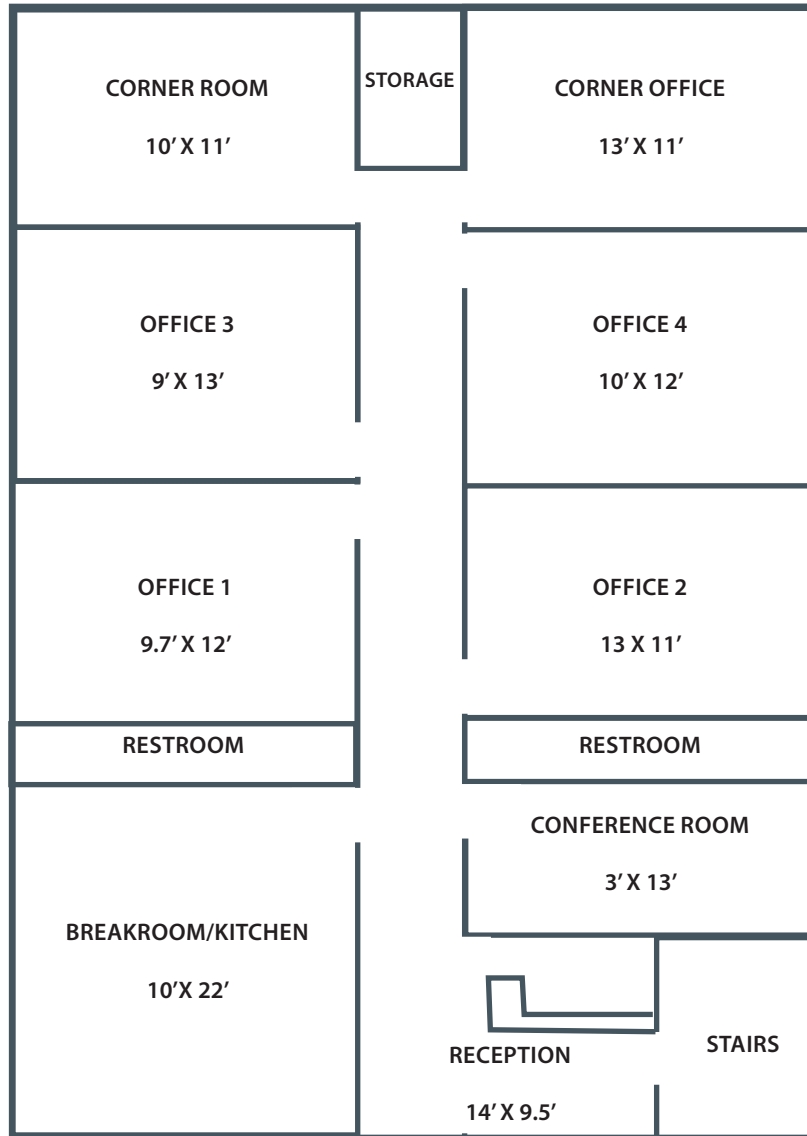 CORNER ROOM
10’ X 11’
STORAGE
CORNER OFFICE
13’ X 11’
OFFICE 3
9’ X 13’
OFFICE 4
10’ X 12’
OFFICE 1
9.7’ X 12’
OFFICE 2
13 X 11’
RESTROOM
RESTROOM
CONFERENCE ROOM
3’ X 13’
BREAKROOM/KITCHEN
10’X 22’
RECEPTION
14’ X 9.5’
STAIRS